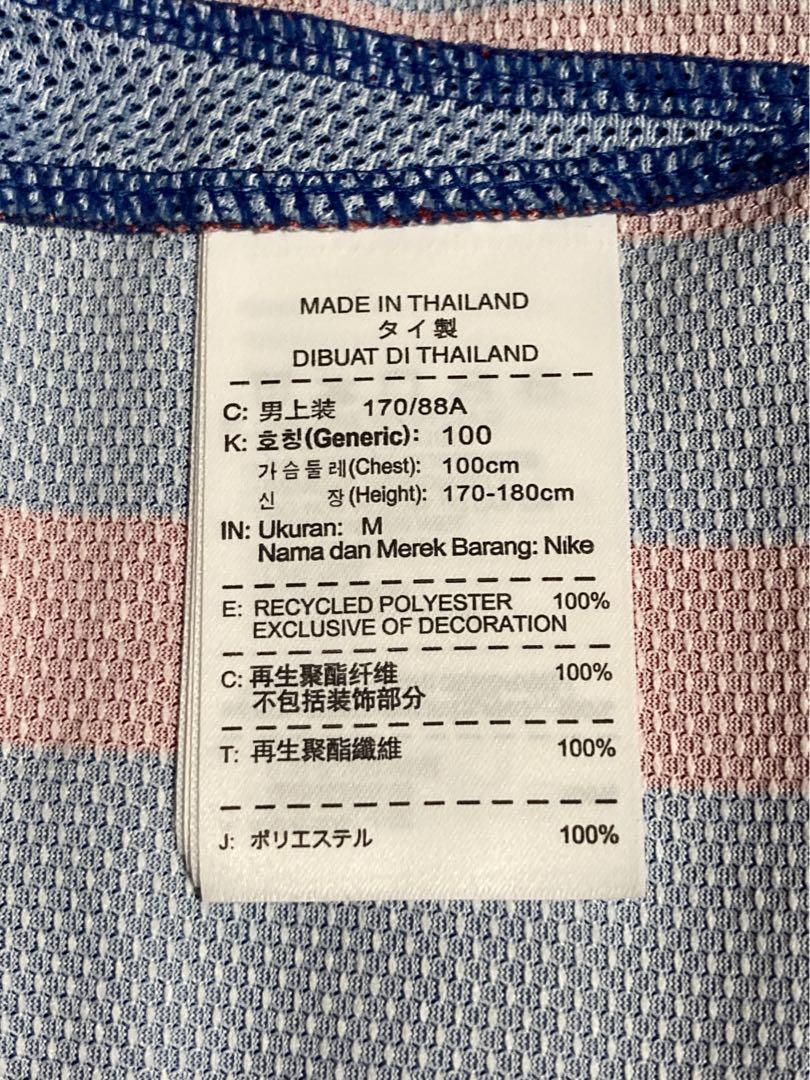 MADE IN THAILAND
タイ製
DIBUAT DI THAILAND
C: 男上装 170/88A
K: 호칭(Generic): 100
가슴둘레(Chest): 100cm
신 장(Height): 170-180cm
IN: Ukuran: M
Nama dan Merek Barang: Nike
E: RECYCLED POLYESTER 100%
EXCLUSIVE OF DECORATION
C: 再生聚酯纤维 100%
不包括装饰部分
T: 再生聚酯纖維 100%
J: ポリエステル 100%